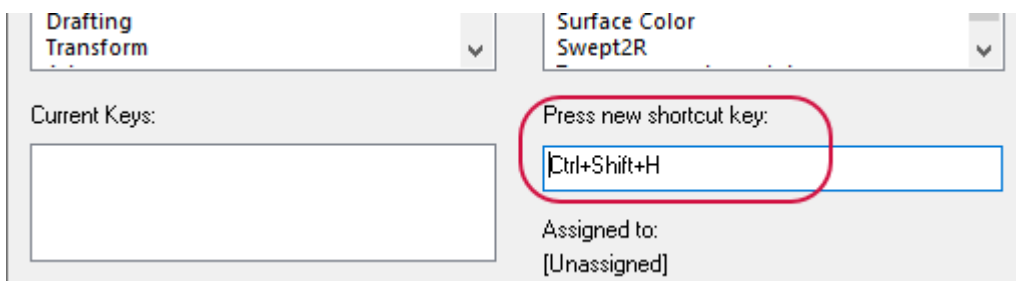 Drafting
Transform
Surface Color
Swept2R
Current Keys:
Press new shortcut key:
Ctrl+Shift+H
Assigned to:
[Unassigned]